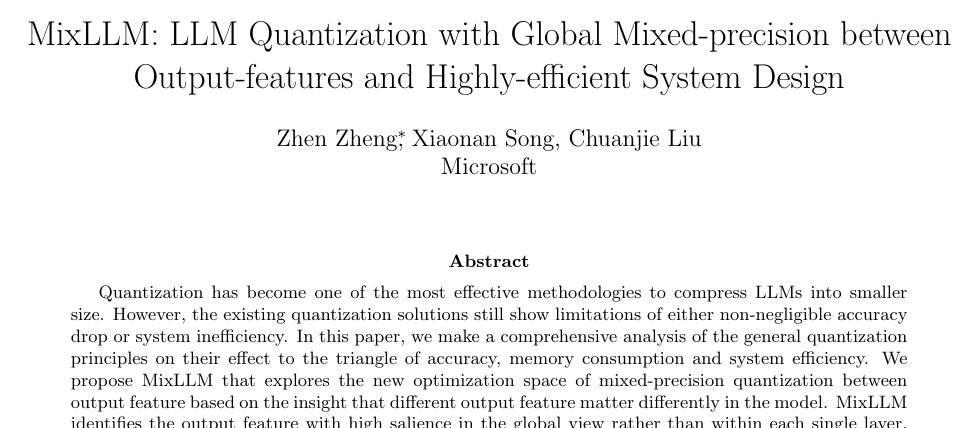 MixLLM: LLM Quantization with Global Mixed-precision between
Output-features and Highly-efficient System Design
Zhen Zheng*, Xiaonan Song, Chuanjie Liu
Microsoft
Abstract
Quantization has become one of the most effective methodologies to compress LLMs into smaller
size. However, the existing quantization solutions still show limitations of either non-negligible accuracy
drop or system inefficiency. In this paper, we make a comprehensive analysis of the general quantization
principles on their effect to the triangle of accuracy, memory consumption and system efficiency. We
propose MixLLM that explores the new optimization space of mixed-precision quantization between
output feature based on the insight that different output feature matter differently in the model. MixLLM
identifies the output feature with high salience in the global view rather than within each single layer,